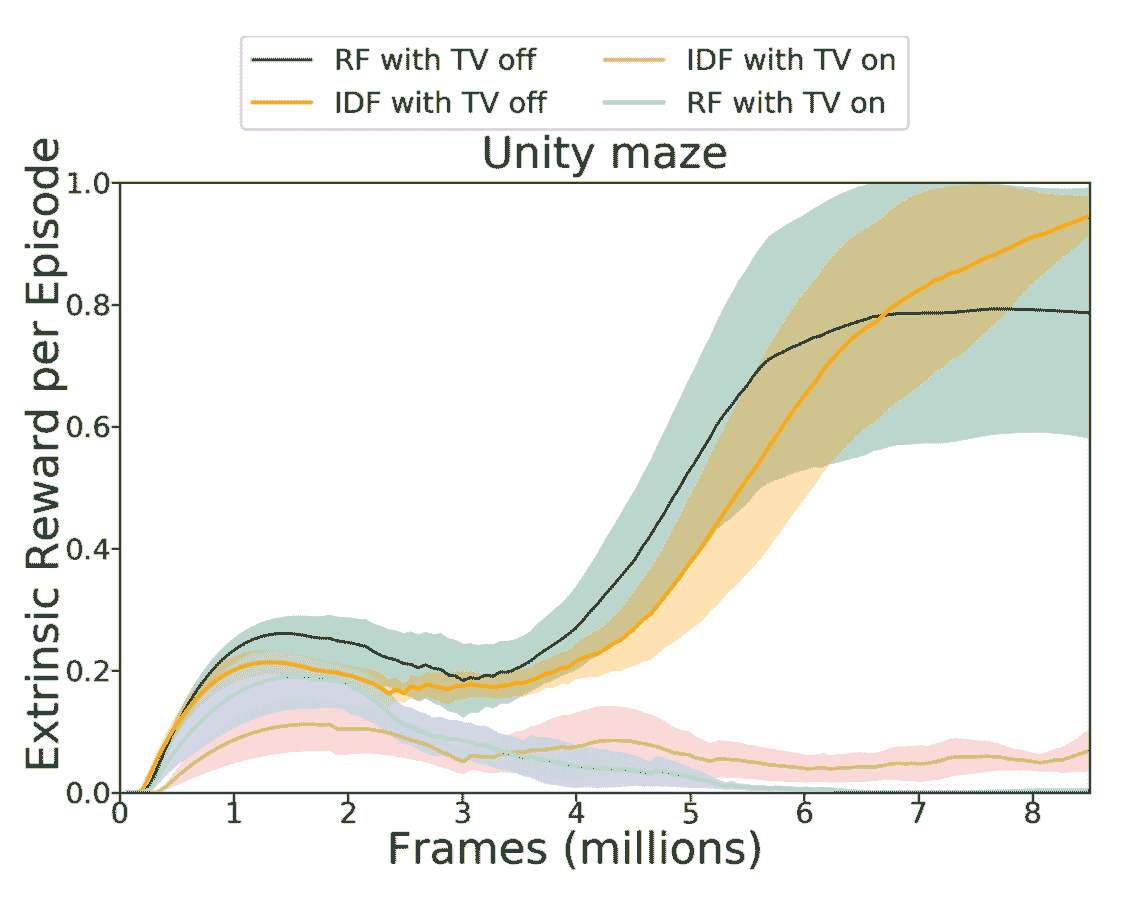 RF with TV off IDF with TV on
IDF with TV off RF with TV on
Unity maze
Extrinsic Reward per Episode
1.0
0.8
0.6
0.4
0.2
0.0
0 1 2 3 4 5 6 7 8
Frames (millions)